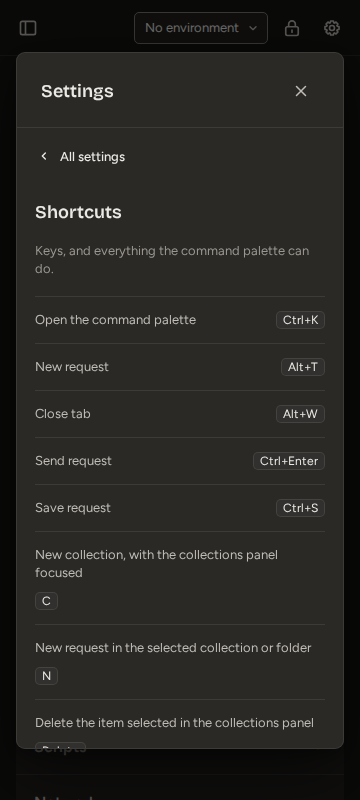 No environment
Settings
All settings
Shortcuts
Keys, and everything the command palette can
do.
Open the command palette
Ctrl+K
New request
Alt+T
Close tab
Alt+W
Send request
Ctrl+Enter
Save request
Ctrl+S
New collection, with the collections panel
focused
C
New request in the selected collection or folder
N
Delete the item selected in the collections panel